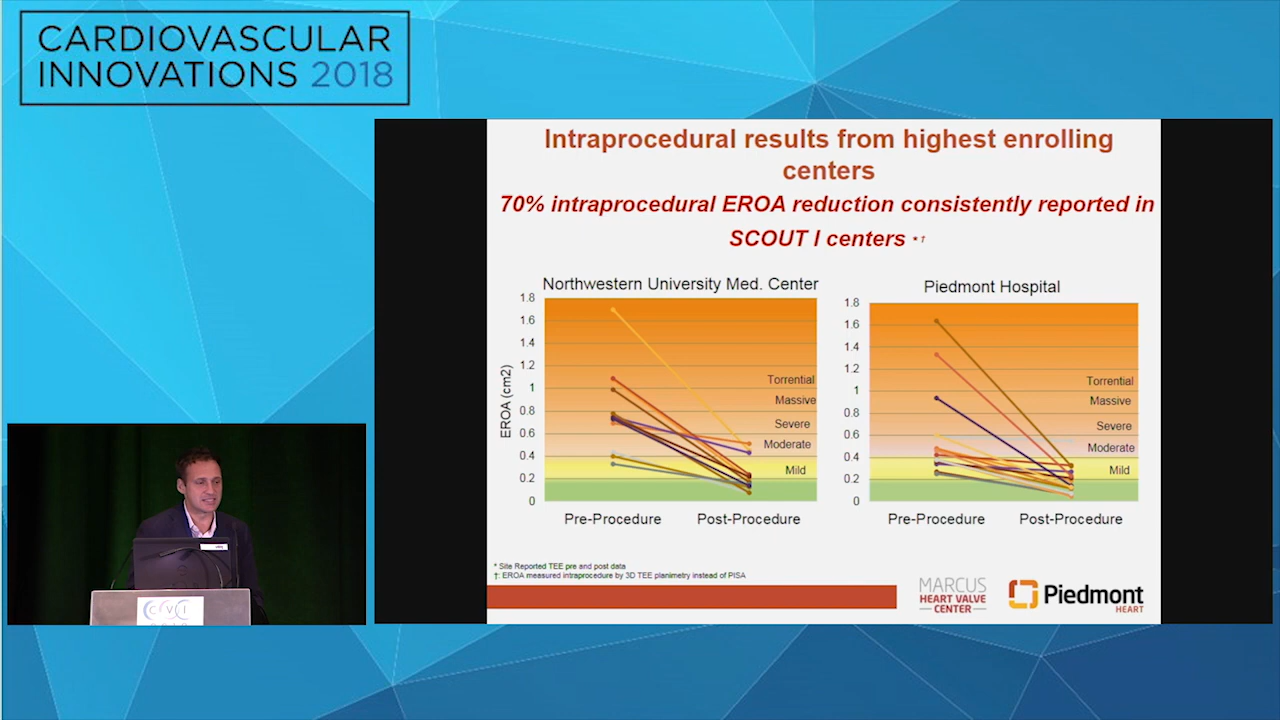 CARDIOVASCULAR
INNOVATIONS 2018
Intraprocedural results from highest enrolling
centers
70% intraprocedural EROA reduction consistently reported in
SCOUT I centers *†
Northwestern University Med. Center
1.8
1.6
1.4
1.2
1
0.8
0.6
0.4
0.2
0
EROA (cm2)
Torrential
Massive
Severe
Moderate
Mild
Pre-Procedure
Post-Procedure
Piedmont Hospital
1.8
1.6
1.4
1.2
1
0.8
0.6
0.4
0.2
0
Torrential
Massive
Severe
Moderate
Mild
Pre-Procedure
Post-Procedure
* Site Reported TEE pre and post data
†: EROA measured intraprocedure by 3D TEE planimetry instead of PISA
MARCUS
HEART VALVE
CENTER
Piedmont
HEART
CVI